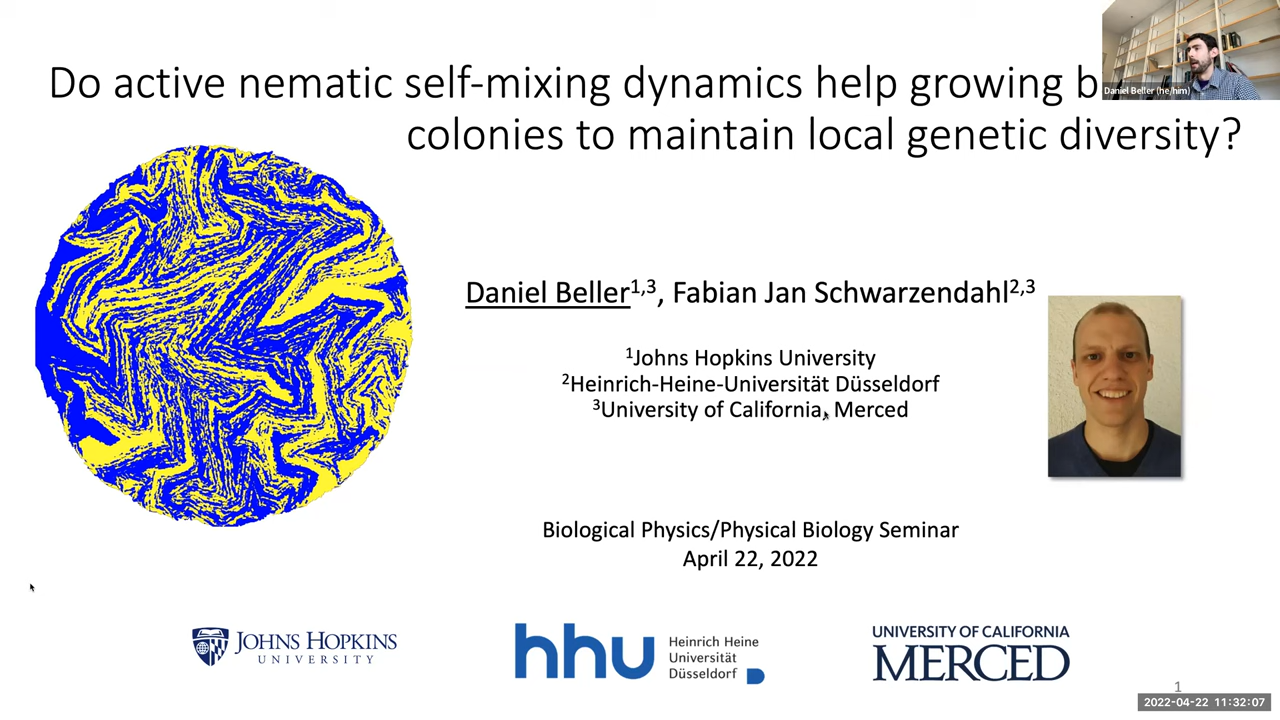 Do active nematic self-mixing dynamics help growing b
colonies to maintain local genetic diversity?
Daniel Beller (he/him)
Daniel Beller1,3, Fabian Jan Schwarzendahl2,3
1Johns Hopkins University
2Heinrich-Heine-Universität Düsseldorf
3University of California, Merced
Biological Physics/Physical Biology Seminar
April 22, 2022
JOHNS HOPKINS
UNIVERSITY
hhu
Heinrich Heine
Universität
Düsseldorf
UNIVERSITY OF CALIFORNIA
MERCED
1
2022-04-22 11:32:07